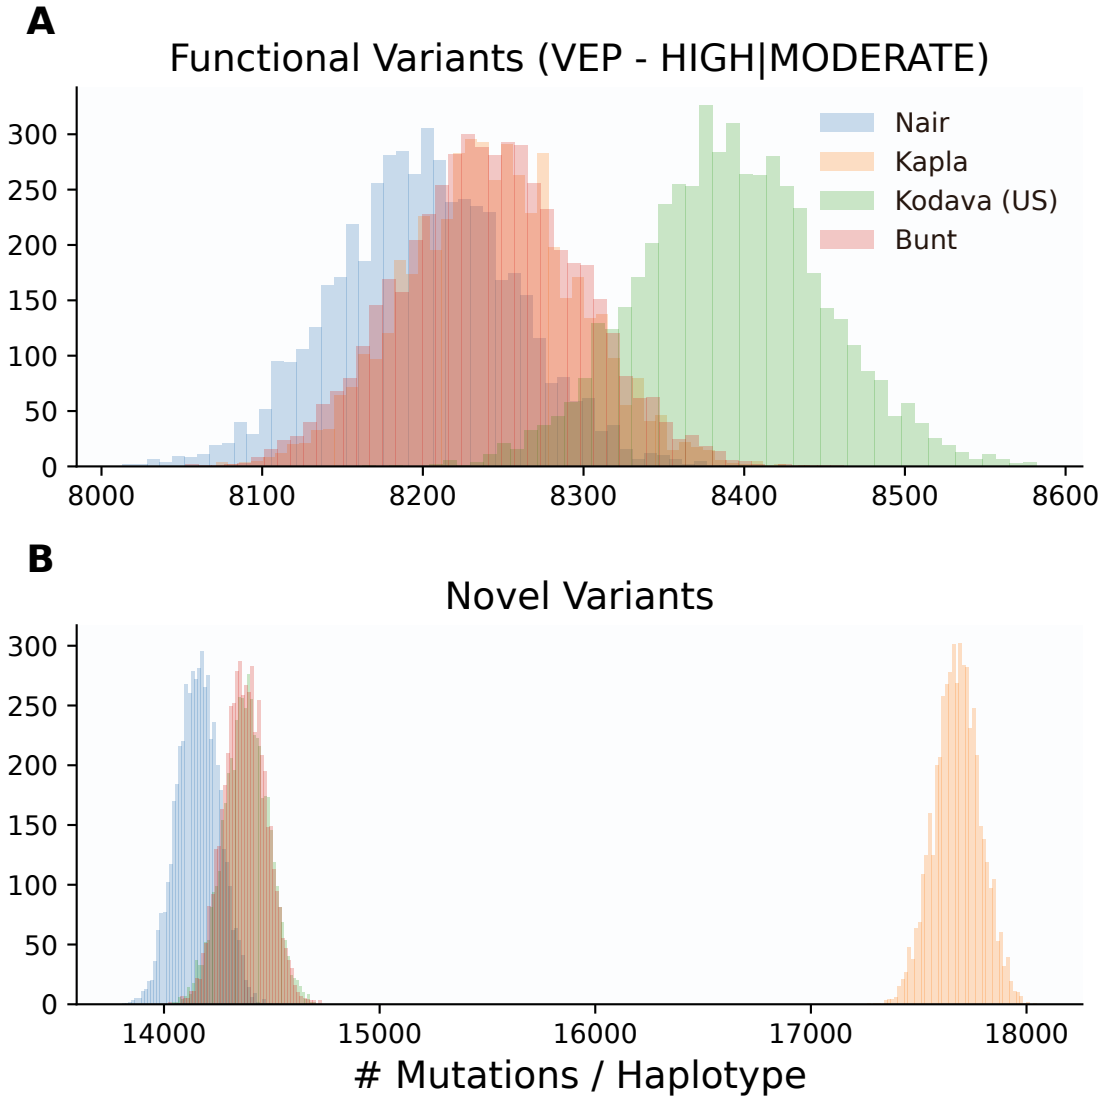 A
Functional Variants (VEP - HIGH|MODERATE)
300
250
200
150
100
50
0
Nair
Kapla
Kodava (US)
Bunt
8000 8100 8200 8300 8400 8500 8600
B
Novel Variants
300
250
200
150
100
50
0
14000 15000 16000 17000 18000
# Mutations / Haplotype